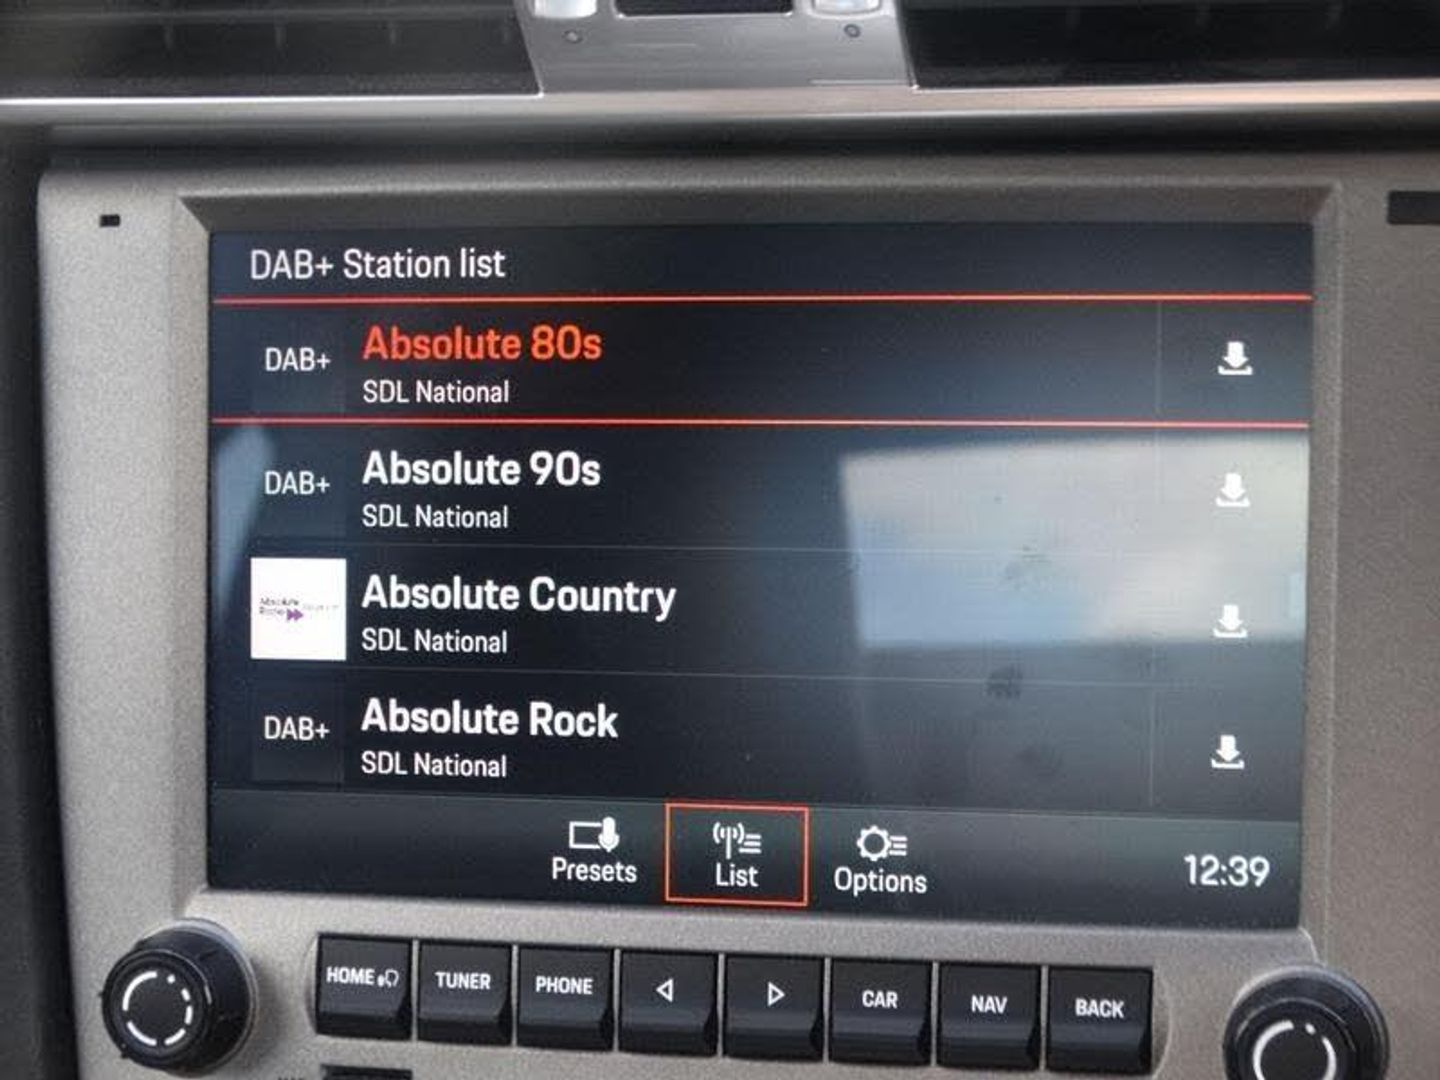 DAB+ Station list
DAB+
Absolute 80s
SDL National
DAB+
Absolute 90s
SDL National
Absolute
Absolute Country
SDL National
DAB+
Absolute Rock
SDL National
Presets
List
Options
12:39
HOME
TUNER
PHONE
CAR
NAV
BACK